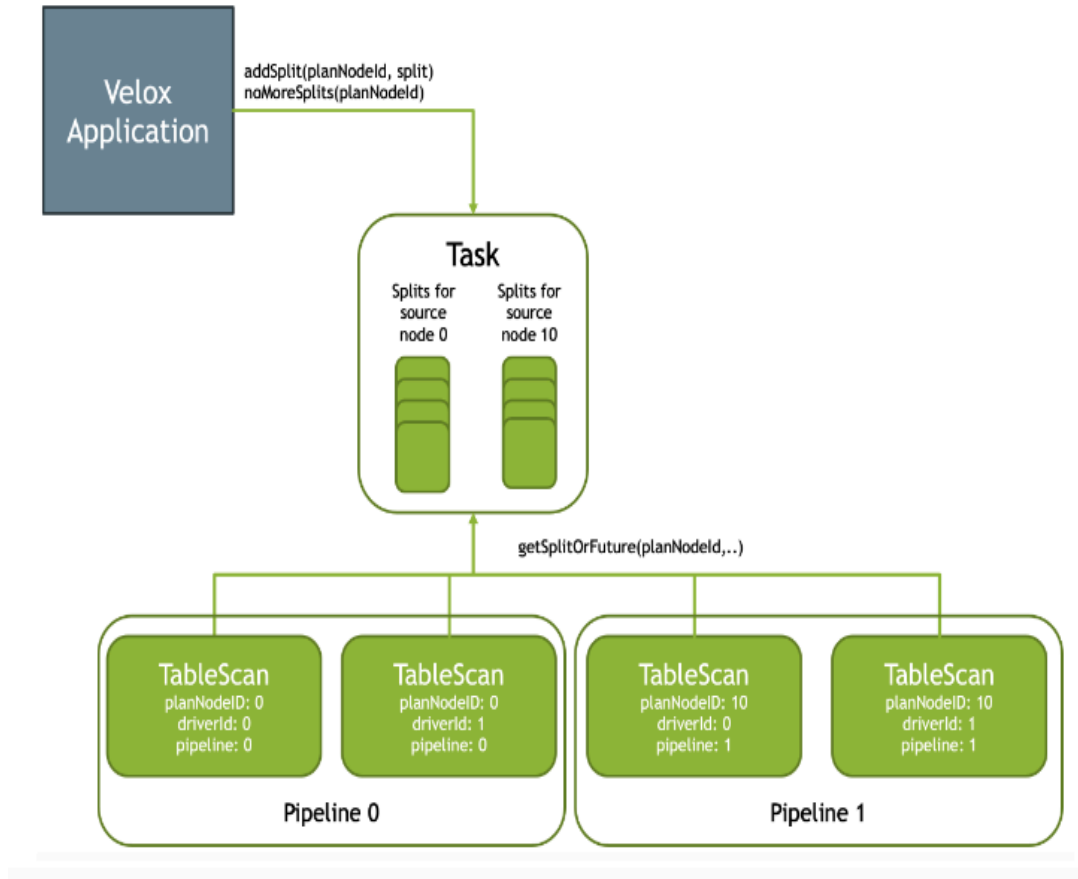 Velox
Application
addSplit(planNodeId, split)
noMoreSplits(planNodeId)
Task
Splits for
source
node 0
Splits for
source
node 10
getSplitOrFuture(planNodeId,..)
TableScan
planNodeID: 0
driverId: 0
pipeline: 0
TableScan
planNodeID: 0
driverId: 1
pipeline: 0
Pipeline 0
TableScan
planNodeID: 10
driverId: 0
pipeline: 1
TableScan
planNodeID: 10
driverId: 1
pipeline: 1
Pipeline 1